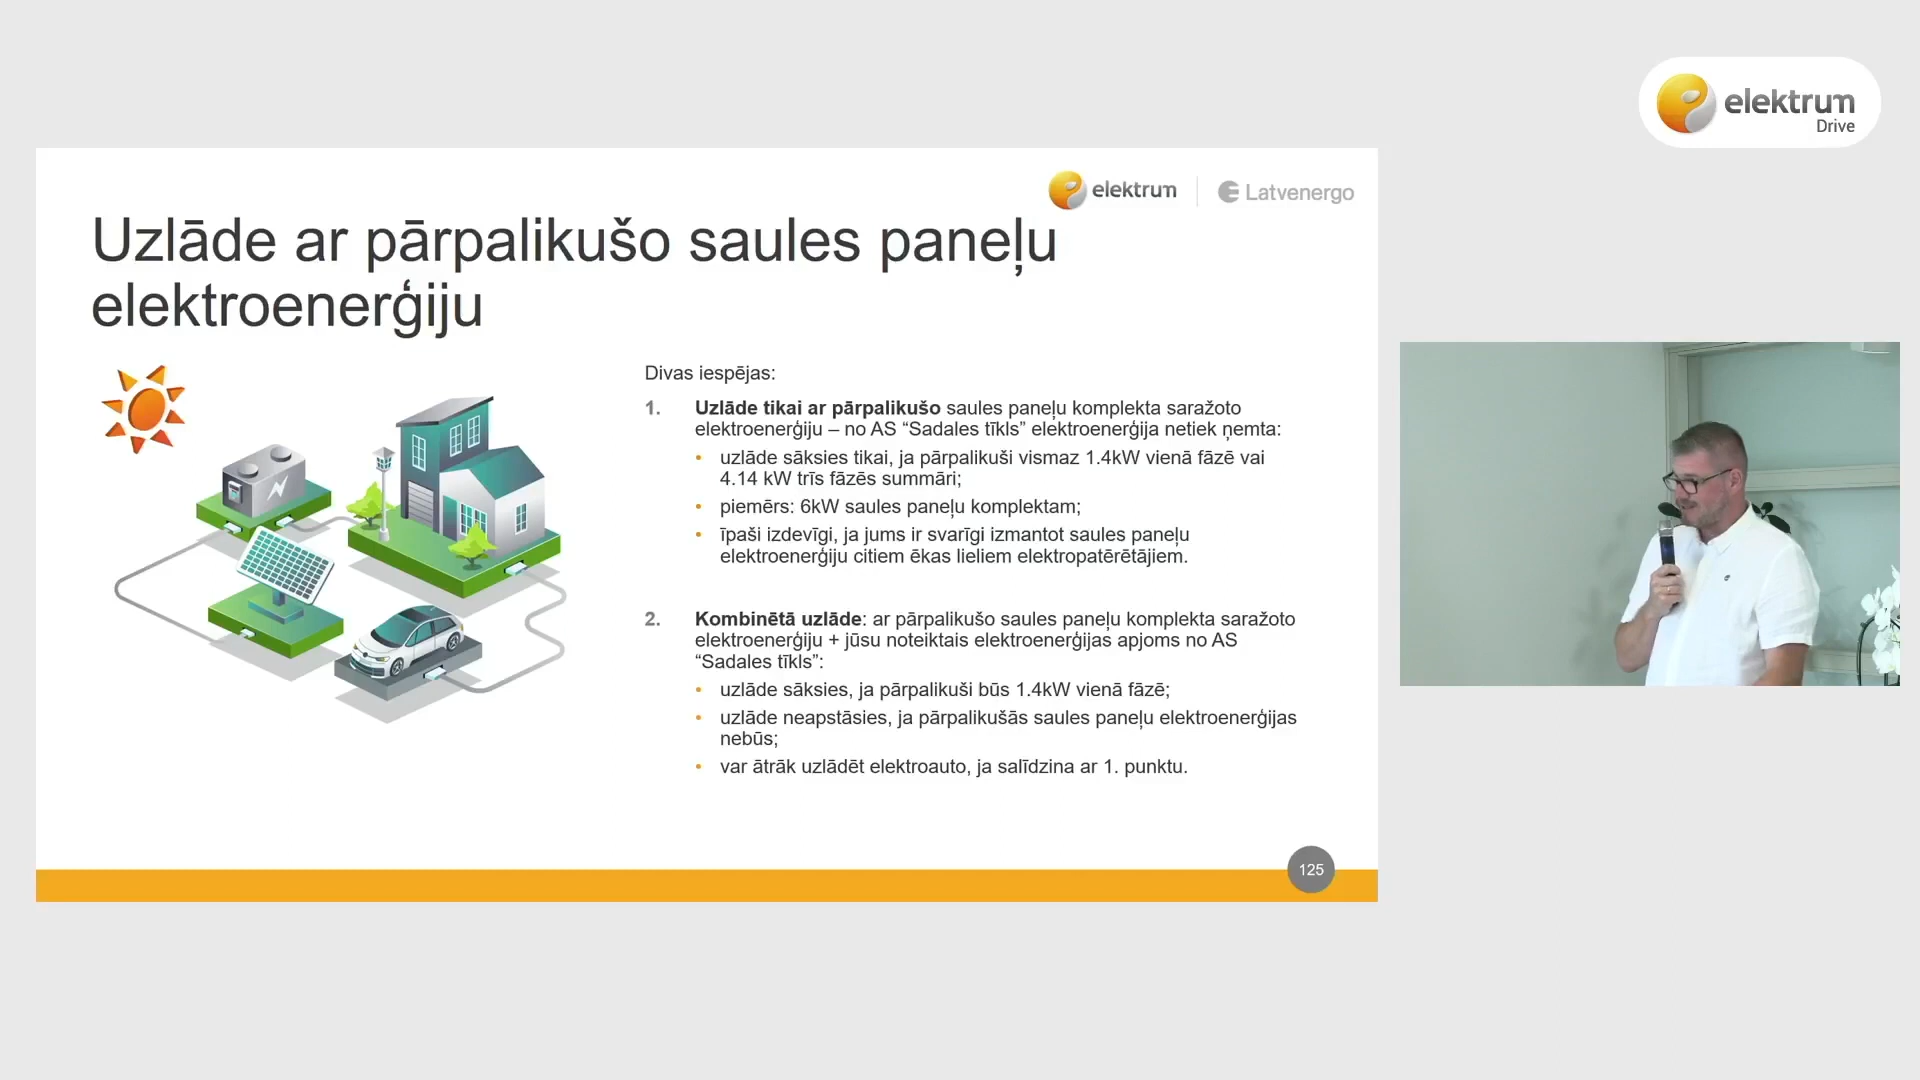 elektrum
Drive
elektrum
Latvenergo
Uzlāde ar pārpalikušo saules paneļu
elektroenerģiju
Divas iespējas:
1. Uzlāde tikai ar pārpalikušo saules paneļu komplekta saražoto
elektroenerģiju – no AS “Sadales tīkls” elektroenerģija netiek ņemta:
• uzlāde sāksies tikai, ja pārpalikuši vismaz 1.4kW vienā fāzē vai
4.14 kW trīs fāzēs summāri;
• piemērs: 6kW saules paneļu komplektam;
• īpaši izdevīgi, ja jums ir svarīgi izmantot saules paneļu
elektroenerģiju citiem ēkas lieliem elektropatērētājiem.
2. Kombinētā uzlāde: ar pārpalikušo saules paneļu komplekta saražoto
elektroenerģiju + jūsu noteiktais elektroenerģijas apjoms no AS
“Sadales tīkls”:
• uzlāde sāksies, ja pārpalikuši būs 1.4kW vienā fāzē;
• uzlāde neapstāsies, ja pārpalikušās saules paneļu elektroenerģijas
nebūs;
• var ātrāk uzlādēt elektroauto, ja salīdzina ar 1. punktu.
125